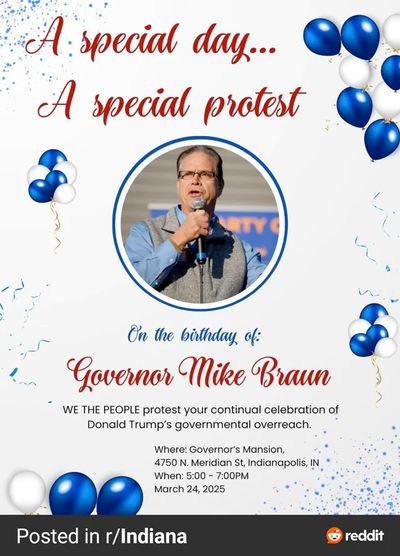 A special day...
A special protest
ARTY
On the birthday of:
Governor Mike Braun
WE THE PEOPLE protest your continual celebration of
Donald Trump's governmental overreach.
Where: Governor's Mansion,
4750 N. Meridian St, Indianapolis, IN
When: 5:00 - 7:00PM
March 24, 2025
Posted in r/Indiana
reddit